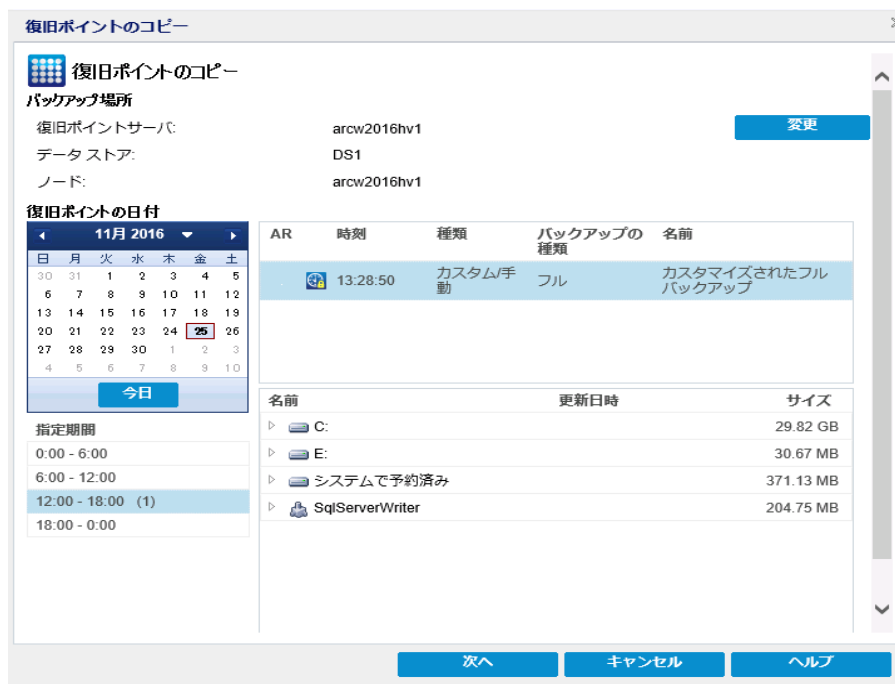 復旧ポイントのコピー
復旧ポイントのコピー
バックアップ場所
復旧ポイントサーバ: arcw2016hv1 変更
データ ストア: DS1
ノード: arcw2016hv1
復旧ポイントの日付
11月 2016
日 月 火 水 木 金 土
30 31 1 2 3 4 5
6 7 8 9 10 11 12
13 14 15 16 17 18 19
20 21 22 23 24 25 26
27 28 29 30 1 2 3
4 5 6 7 8 9 10
今日
指定期間
0:00 - 6:00
6:00 - 12:00
12:00 - 18:00 (1)
18:00 - 0:00
AR 時刻 種類 バックアップの種類 名前
13:28:50 カスタム/手動 フル カスタマイズされたフル バックアップ
名前 更新日時 サイズ
C: 29.82 GB
E: 30.67 MB
システムで予約済み 371.13 MB
SqlServerWriter 204.75 MB
次へ キャンセル ヘルプ